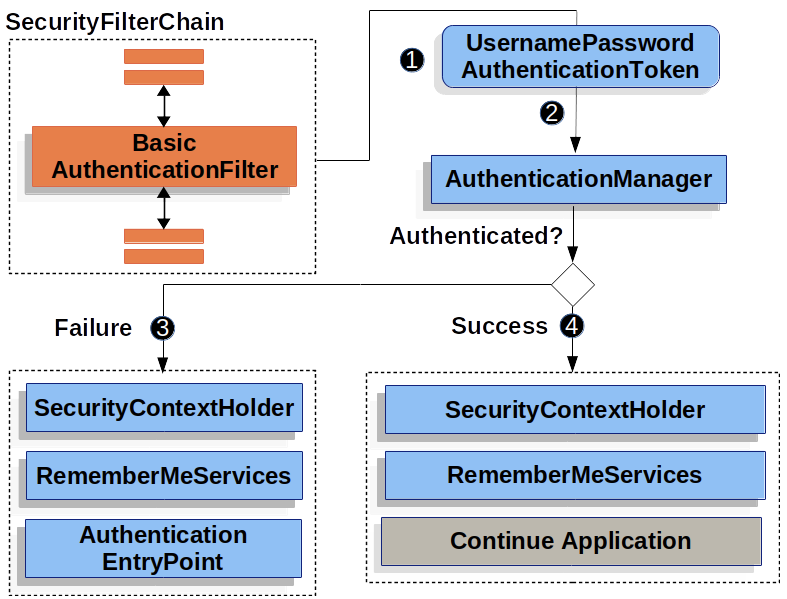 SecurityFilterChain
Basic
AuthenticationFilter
1
UsernamePassword
AuthenticationToken
2
AuthenticationManager
Authenticated?
Failure
3
Success
4
SecurityContextHolder
RememberMeServices
Authentication
EntryPoint
SecurityContextHolder
RememberMeServices
Continue Application